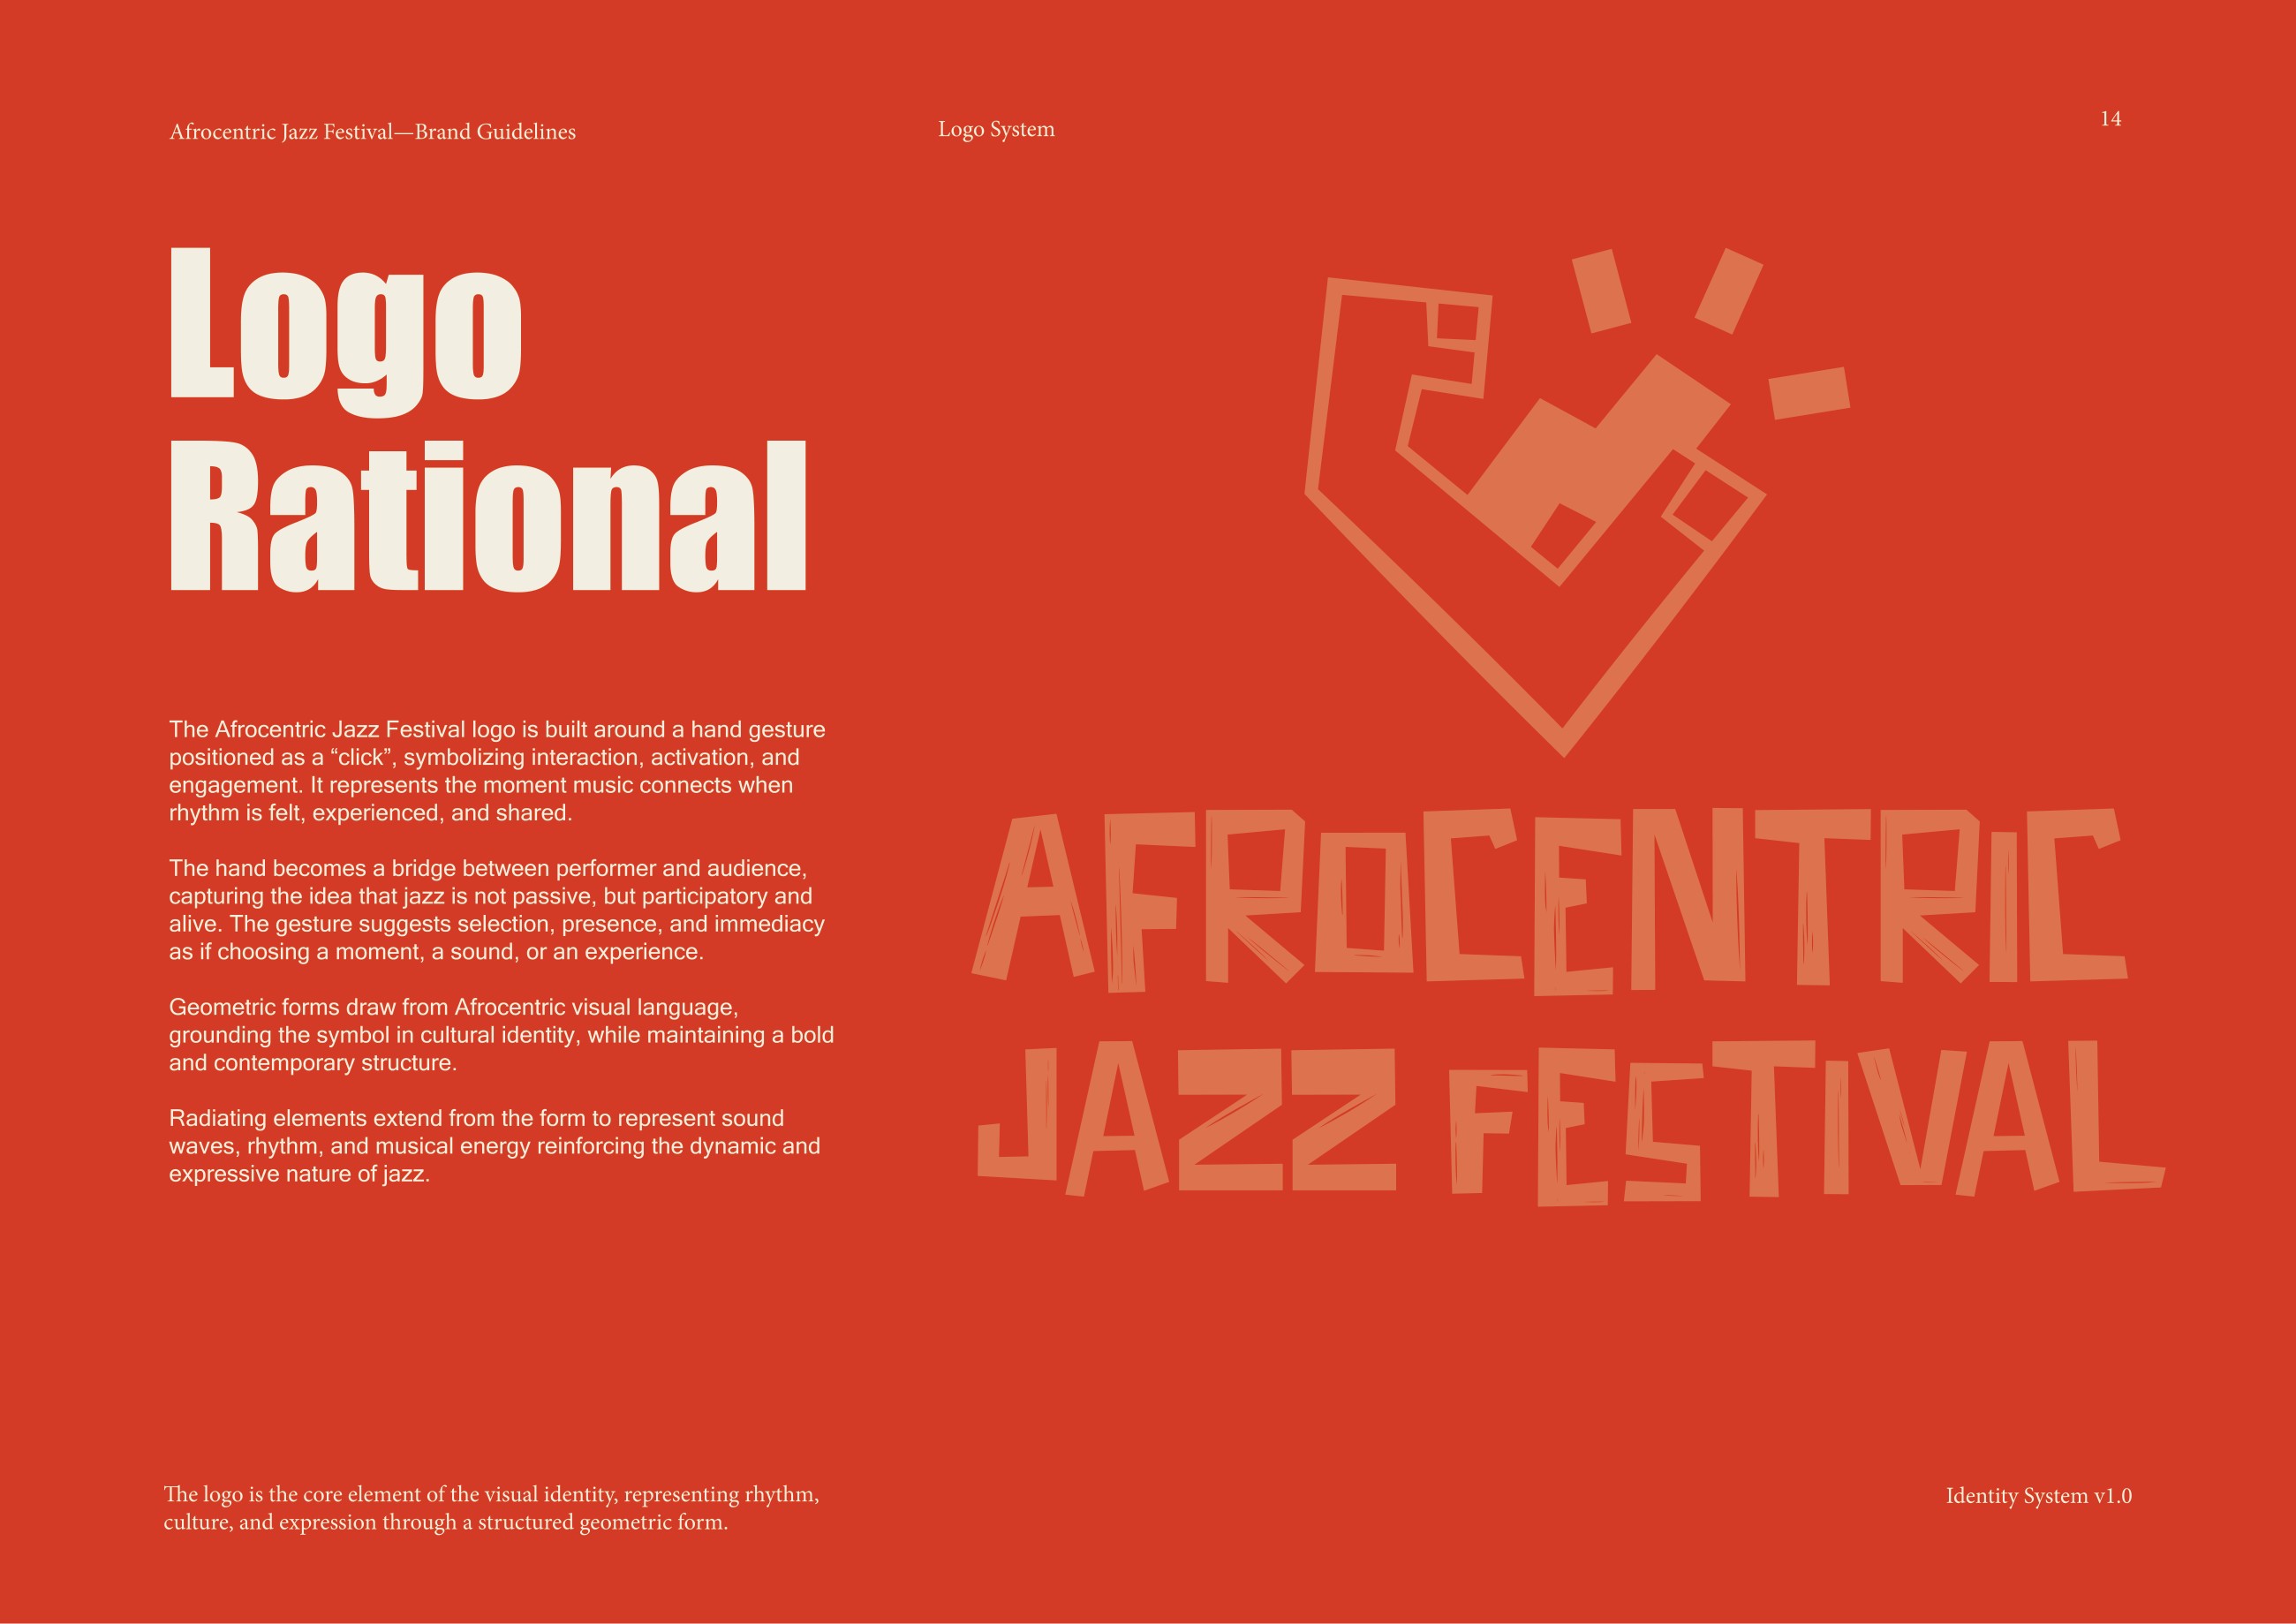 Afrocentric Jazz Festival—Brand Guidelines
Logo System
14
Logo
Rational
The Afrocentric Jazz Festival logo is built around a hand gesture
positioned as a “click”, symbolizing interaction, activation, and
engagement. It represents the moment music connects when
rhythm is felt, experienced, and shared.
The hand becomes a bridge between performer and audience,
capturing the idea that jazz is not passive, but participatory and
alive. The gesture suggests selection, presence, and immediacy
as if choosing a moment, a sound, or an experience.
Geometric forms draw from Afrocentric visual language,
grounding the symbol in cultural identity, while maintaining a bold
and contemporary structure.
Radiating elements extend from the form to represent sound
waves, rhythm, and musical energy reinforcing the dynamic and
expressive nature of jazz.
AFROCENTRIC
JAZZ FESTIVAL
The logo is the core element of the visual identity, representing rhythm,
culture, and expression through a structured geometric form.
Identity System v1.0